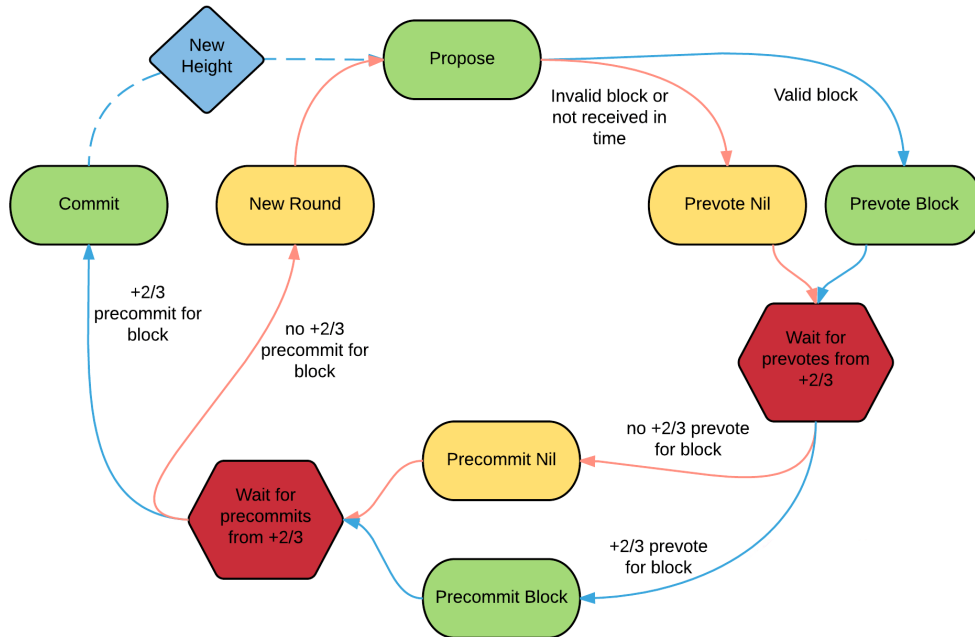 New
Height
Propose
Invalid block or
not received in
time
Valid block
Commit
New Round
Prevote Nil
Prevote Block
+2/3
precommit for
block
no +2/3
precommit for
block
Wait for
prevotes from
+2/3
no +2/3 prevote
for block
Precommit Nil
Wait for
precommits
from +2/3
+2/3 prevote
for block
Precommit Block